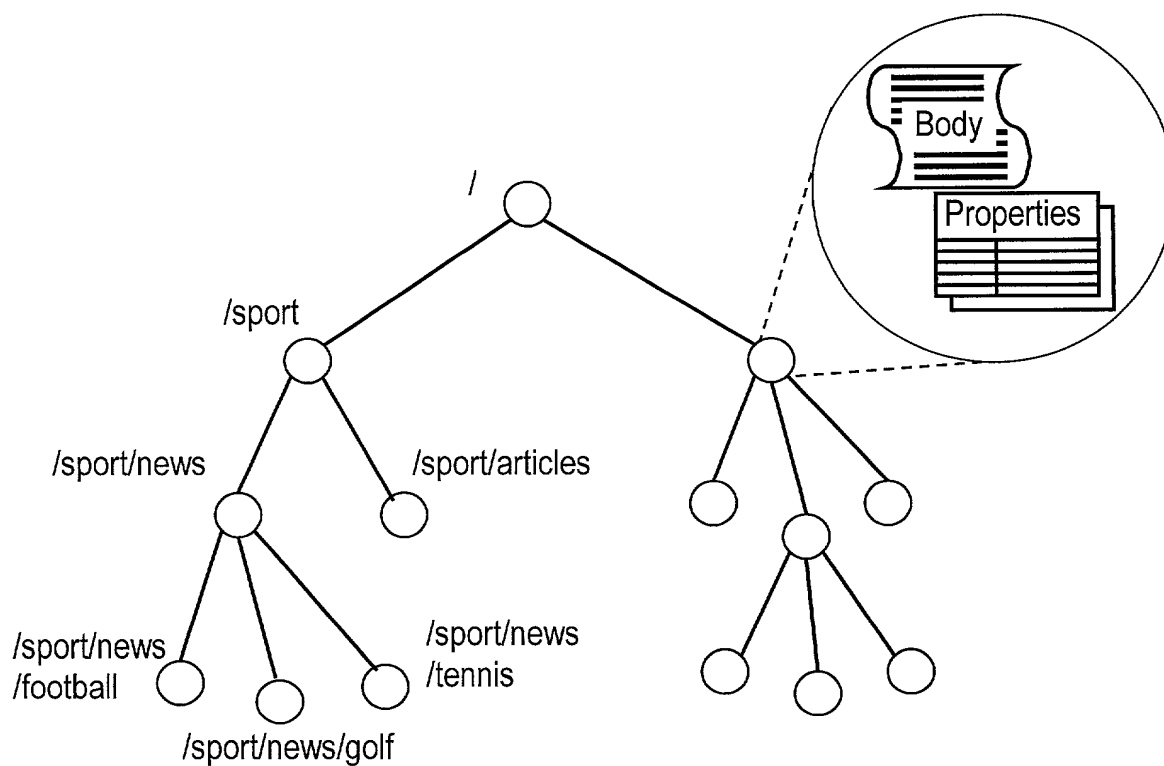 Body
Properties
/
/sport
/sport/news
/sport/articles
/sport/news
/football
/sport/news
/tennis
/sport/news/golf